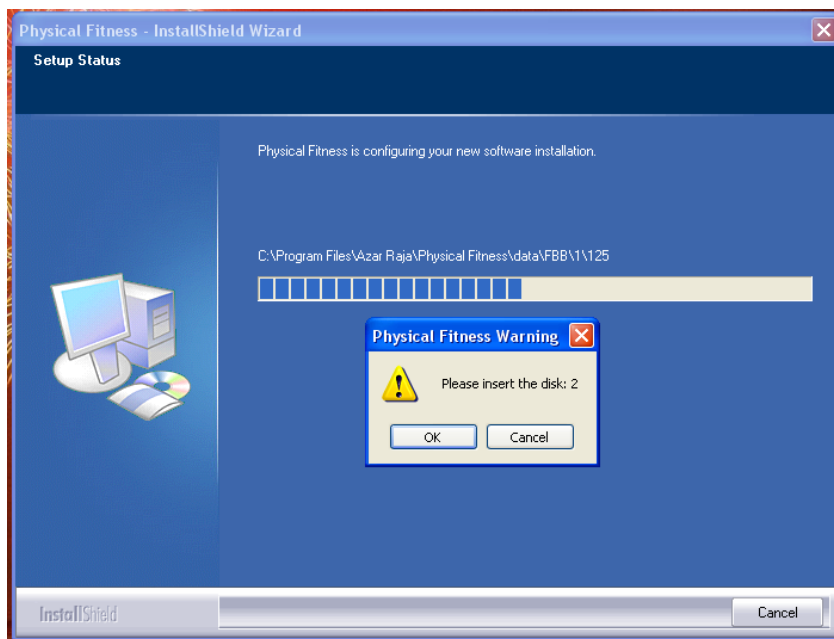 Physical Fitness - InstallShield Wizard
Setup Status
Physical Fitness is configuring your new software installation.
C:\Program Files\Azar Raja\Physical Fitness\data\FBB\1\125
Physical Fitness Warning
Please insert the disk: 2
OK Cancel
InstallShield
Cancel